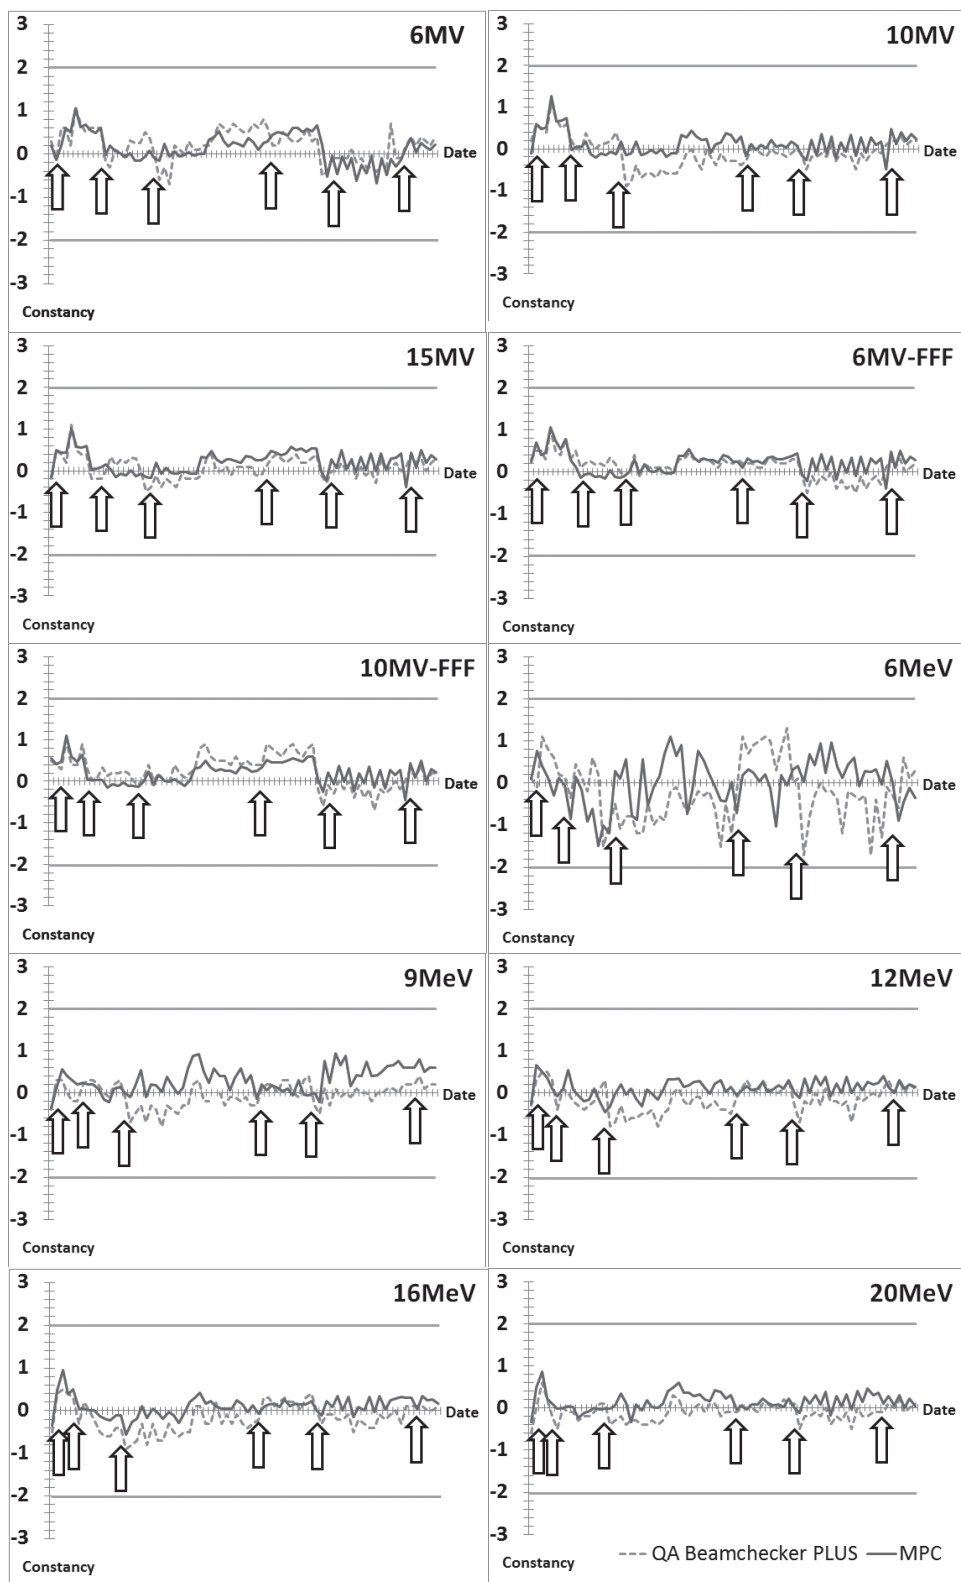 6MV
3
2
1
0
-1
-2
-3
Date
Constancy
10MV
3
2
1
0
-1
-2
-3
Date
Constancy
15MV
3
2
1
0
-1
-2
-3
Date
Constancy
6MV-FFF
3
2
1
0
-1
-2
-3
Date
Constancy
10MV-FFF
3
2
1
0
-1
-2
-3
Date
Constancy
6MeV
3
2
1
0
-1
-2
-3
Date
Constancy
9MeV
3
2
1
0
-1
-2
-3
Date
Constancy
12MeV
3
2
1
0
-1
-2
-3
Date
Constancy
16MeV
3
2
1
0
-1
-2
-3
Date
Constancy
20MeV
3
2
1
0
-1
-2
-3
Date
Constancy
QA Beamchecker PLUS MPC